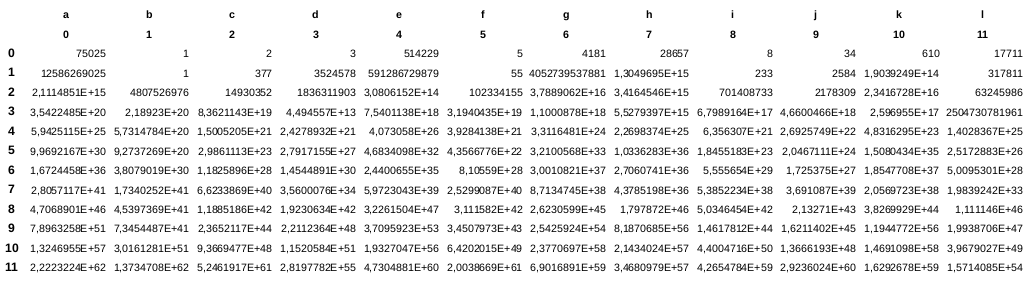 a b c d e f g h i j k l
0 1 2 3 4 5 6 7 8 9 10 11
0 75025 1 2 3 514229 5 4181 28657 8 34 610 17711
1 12586269025 1 377 3524578 591286729879 55 4052739537881 1,3049695E+15 233 2584 1,9039249E+14 317811
2 2,1114851E+15 4807526976 14930352 1836311903 3,0806152E+14 102334155 3,7889062E+16 3,4164546E+15 701408733 2178309 2,3416728E+16 63245986
3 3,5422485E+20 2,18923E+20 8,3621143E+19 4,494557E+13 7,5401138E+18 3,1940435E+19 1,1000878E+18 5,5279397E+15 6,7989164E+17 4,6600466E+18 2,596955E+17 2504730781961
4 5,9425112E+25 5,7314784E+20 1,5005205E+21 2,4278932E+21 4,073058E+26 3,9284138E+21 3,3116481E+24 2,2698374E+25 6,356307E+21 2,6925749E+22 4,8316295E+23 1,4028367E+25
5 9,9692167E+30 9,2737269E+20 2,9861113E+23 2,7917155E+27 4,6834098E+32 4,3566776E+22 3,2100568E+33 1,0336283E+36 1,8455183E+23 2,0467111E+24 1,5080434E+35 2,5172883E+26
6 1,6724458E+36 3,8079019E+30 1,1825896E+28 1,4544891E+30 2,4400655E+35 8,10559E+28 3,0010821E+37 2,7060741E+36 5,555654E+29 1,725375E+27 1,8547708E+37 5,0095301E+28
7 2,8057117E+41 1,7340252E+41 6,6233869E+40 3,5600076E+34 5,9723043E+39 2,5299087E+40 8,7134745E+38 4,3785198E+36 5,3852234E+38 3,691087E+39 2,0569723E+38 1,9839242E+33
8 4,7068901E+46 4,5397369E+41 1,1885186E+42 1,9230634E+42 3,2261504E+47 3,111582E+42 2,6230599E+45 1,797872E+46 5,0346454E+42 2,13271E+43 3,8269929E+44 1,111146E+46
9 7,8963258E+51 7,3454487E+41 2,3652117E+44 2,2112364E+48 3,7095923E+53 3,4507973E+43 2,5425924E+54 8,1870685E+56 1,4617812E+44 1,6211402E+45 1,1944772E+56 1,9938706E+47
10 1,3246955E+57 3,0161281E+51 9,3669477E+48 1,1520584E+51 1,9327047E+56 6,4202015E+49 2,3770697E+58 2,1434024E+57 4,4004716E+50 1,3666193E+48 1,4691098E+58 3,9679027E+49
11 2,2223224E+62 1,3734708E+62 5,2461917E+61 2,8197782E+55 4,7304881E+60 2,0038669E+61 6,9016891E+59 3,4680979E+57 4,2654784E+59 2,9236024E+60 1,6292678E+59 1,5714085E+54